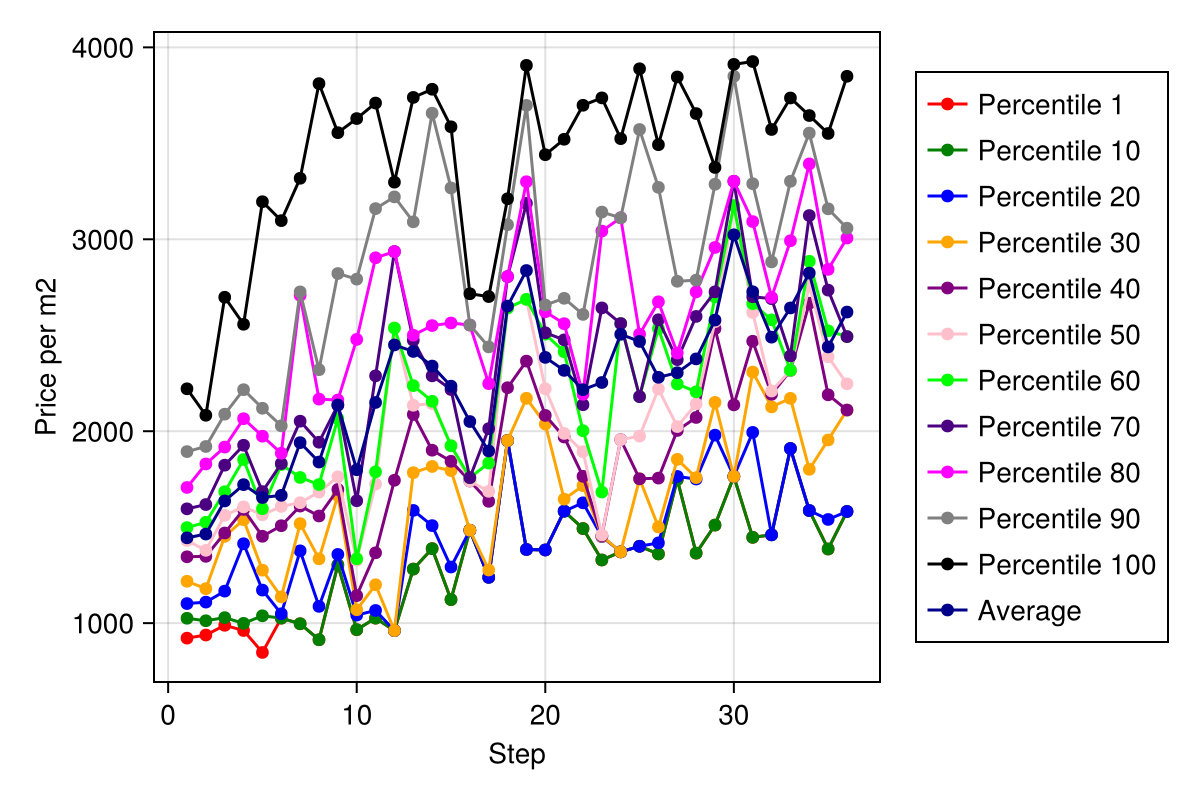 4000
3000
2000
1000
Price per m2
0
10
20
30
Step
Percentile 1
Percentile 10
Percentile 20
Percentile 30
Percentile 40
Percentile 50
Percentile 60
Percentile 70
Percentile 80
Percentile 90
Percentile 100
Average